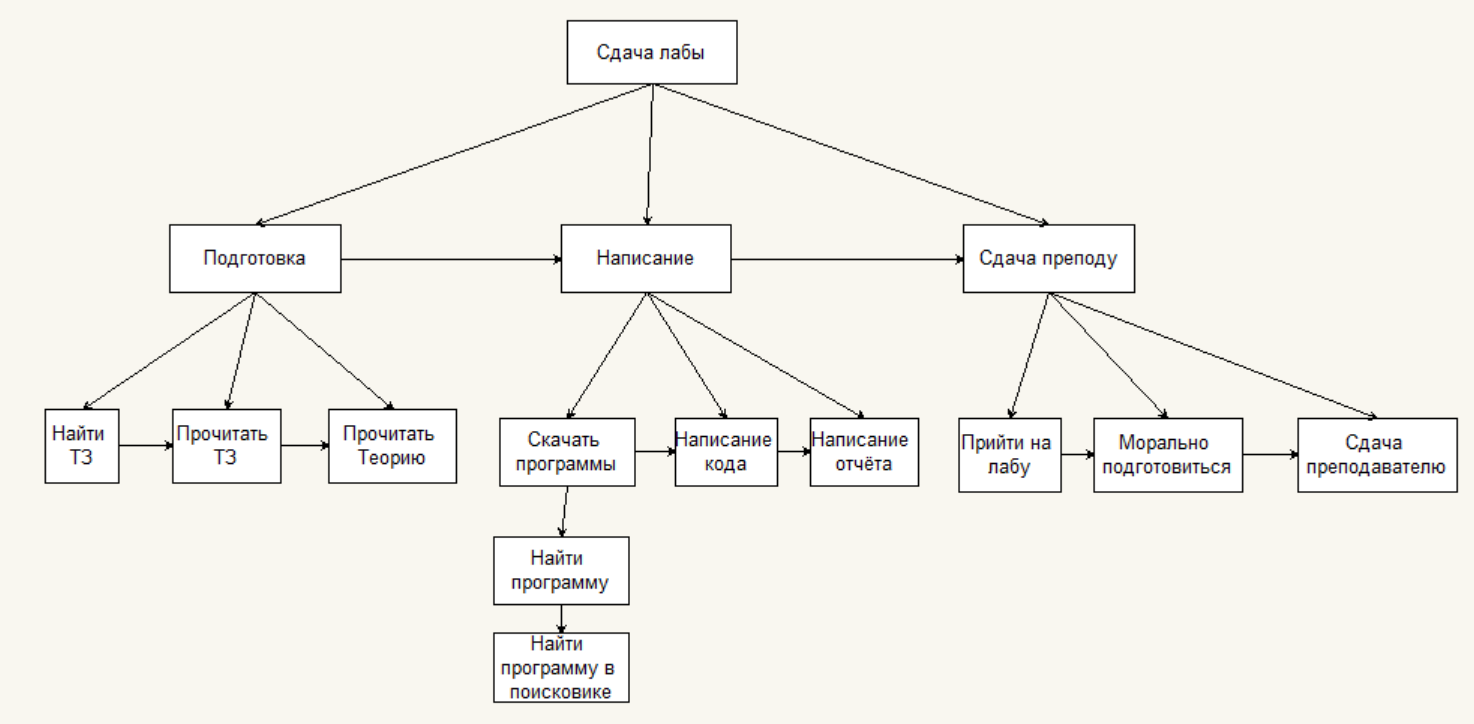 Сдача лабы
Подготовка
Написание
Сдача преподу
Найти
ТЗ
Прочитать
ТЗ
Прочитать
Теорию
Скачать
программы
Написание
кода
Написание
отчёта
Прийти на
лабу
Морально
подготовиться
Сдача
преподавателю
Найти
программу
Найти
программу в
поисковике